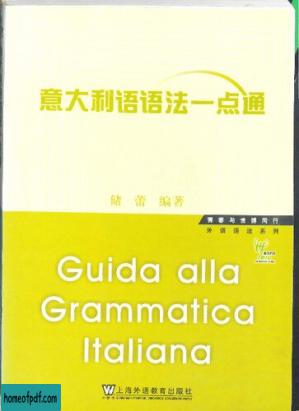 意大利语语法一点通
储 蕾 编著
青春与世博同行
外语语法系列
Guida alla
Grammatica
Italiana
上海外语教育出版社
homeofpdf.com